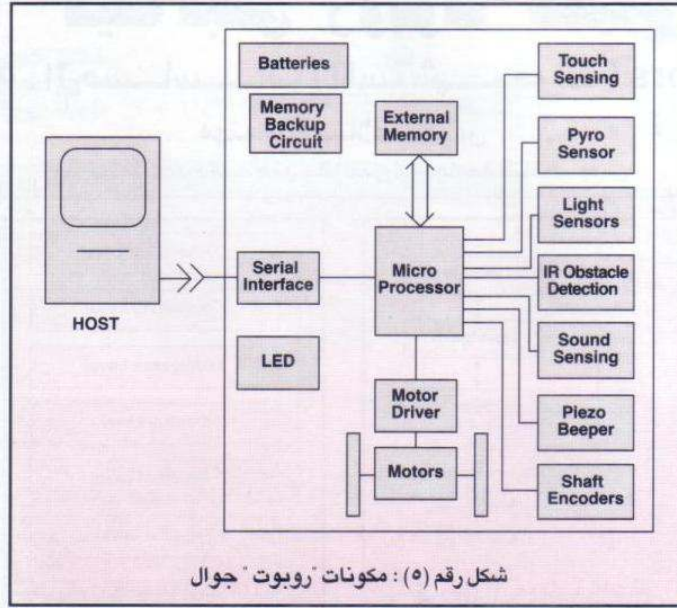 Batteries
Memory
Backup
Circuit
External
Memory
Touch
Sensing
Pyro
Sensor
Light
Sensors
IR Obstacle
Detection
Sound
Sensing
Piezo
Beeper
Shaft
Encoders
HOST
Serial
Interface
Micro
Processor
LED
Motor
Driver
Motors
شكل رقم (٥) : مكونات "روبوت" جوال